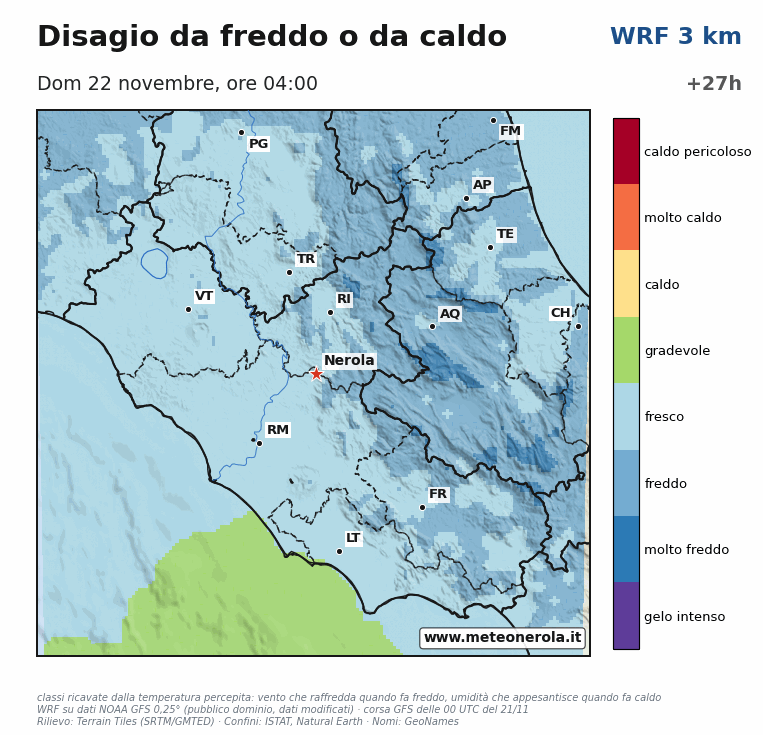 Disagio da freddo o da caldo
WRF 3 km
Dom 22 novembre, ore 04:00
+27h
FM
PG
AP
TE
TR
VT
RI
AQ
CH
Nerola
RM
FR
LT
www.meteonerola.it
caldo pericoloso
molto caldo
caldo
gradevole
fresco
freddo
molto freddo
gelo intenso
classi ricavate dalla temperatura percepita: vento che raffredda quando fa freddo, umidità che appesantisce quando fa caldo
WRF su dati NOAA GFS 0,25° (pubblico dominio, dati modificati) · corsa GFS delle 00 UTC del 21/11
Rilievo: Terrain Tiles (SRTM/GMTED) · Confini: ISTAT, Natural Earth · Nomi: GeoNames